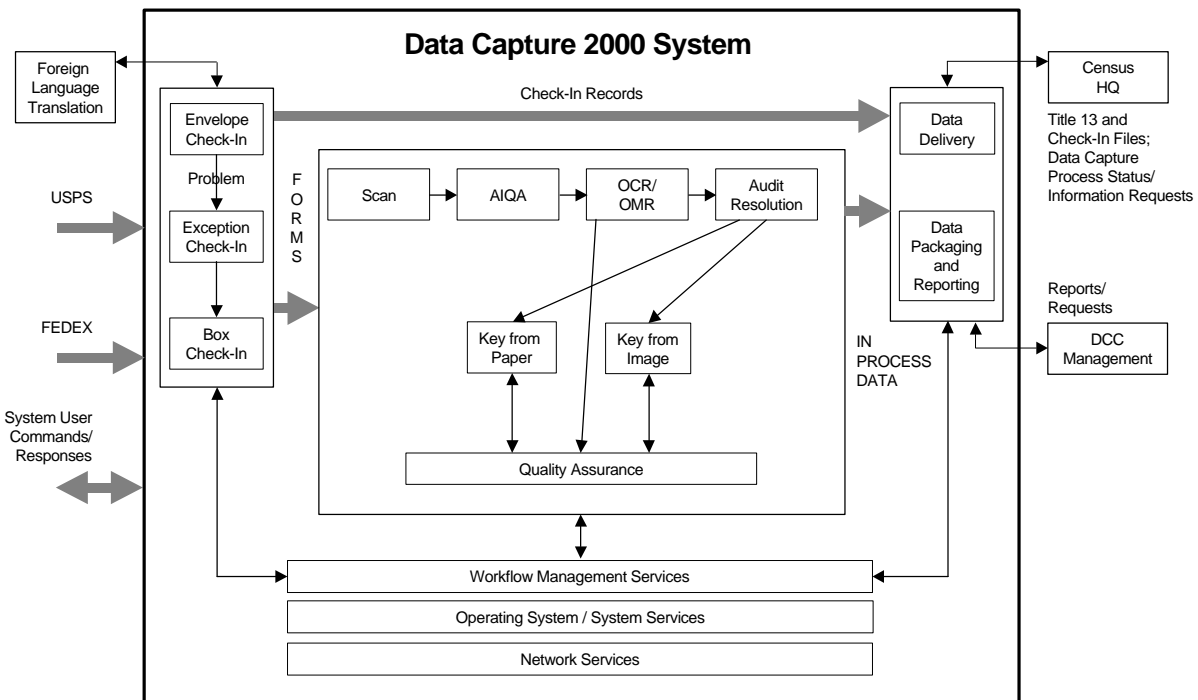 Data Capture 2000 System
Foreign
Language
Translation
USPS
FEDEX
System User
Commands/
Responses
Envelope
Check-In
Problem
Exception
Check-In
Box
Check-In
Check-In Records
F
O
R
M
S
Scan
AIQA
OCR/
OMR
Audit
Resolution
Key from
Paper
Key from
Image
Quality Assurance
IN
PROCESS
DATA
Data
Delivery
Data
Packaging
and
Reporting
Census
HQ
Title 13 and
Check-In Files;
Data Capture
Process Status/
Information Requests
Reports/
Requests
DCC
Management
Workflow Management Services
Operating System / System Services
Network Services